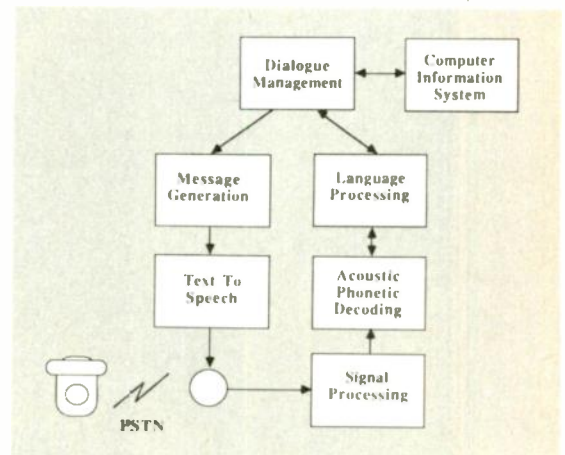 Dialogue
Management
Computer
Information
System
Message
Generation
Language
Processing
Text To
Speech
Acoustic
Phonetic
Decoding
Signal
Processing
PSTN